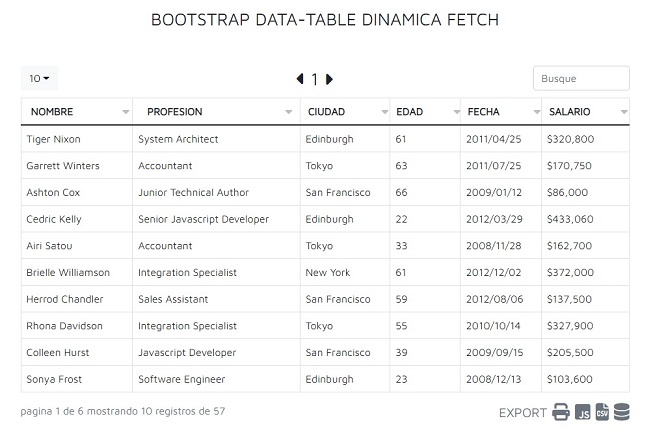 BOOTSTRAP DATA-TABLE DINAMICA FETCH
10 1 Busque
NOMBRE PROFESION CIUDAD EDAD FECHA SALARIO
Tiger Nixon System Architect Edinburgh 61 2011/04/25 $320,800
Garrett Winters Accountant Tokyo 63 2011/07/25 $170,750
Ashton Cox Junior Technical Author San Francisco 66 2009/01/12 $86,000
Cedric Kelly Senior Javascript Developer Edinburgh 22 2012/03/29 $433,060
Airi Satou Accountant Tokyo 33 2008/11/28 $162,700
Brielle Williamson Integration Specialist New York 61 2012/12/02 $372,000
Herrod Chandler Sales Assistant San Francisco 59 2012/08/06 $137,500
Rhona Davidson Integration Specialist Tokyo 55 2010/10/14 $327,900
Colleen Hurst Javascript Developer San Francisco 39 2009/09/15 $205,500
Sonya Frost Software Engineer Edinburgh 23 2008/12/13 $103,600
pagina 1 de 6 mostrando 10 registros de 57 EXPORT JS CSV